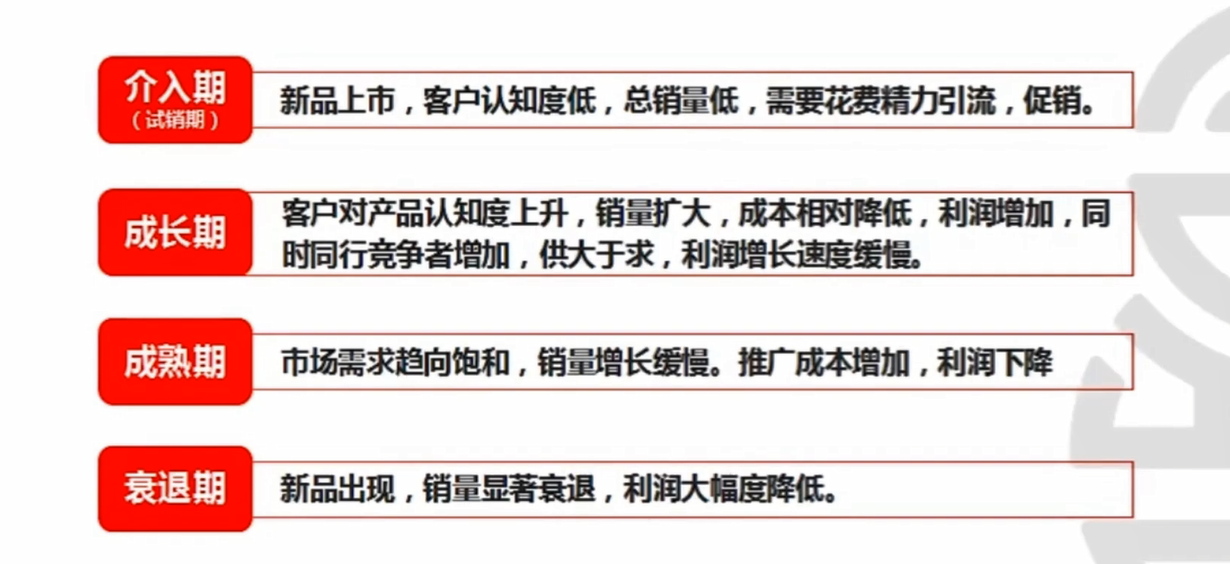 介入期
（试销期）
新品上市，客户认知度低，总销量低，需要花费精力引流，促销。
成长期
客户对产品认知度上升，销量扩大，成本相对降低，利润增加，同
时同行竞争者增加，供大于求，利润增长速度缓慢。
成熟期
市场需求趋向饱和，销量增长缓慢。推广成本增加，利润下降
衰退期
新品出现，销量显著衰退，利润大幅度降低。